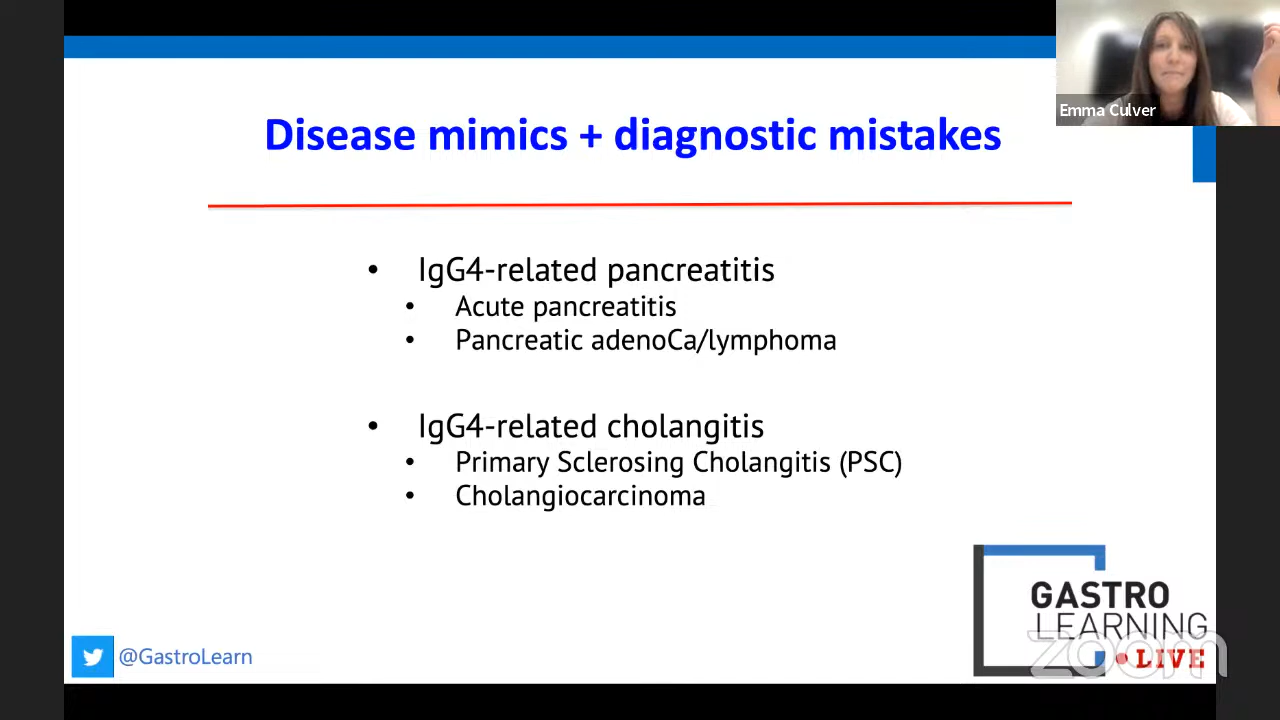 Emma Culver
Disease mimics + diagnostic mistakes
• IgG4-related pancreatitis
• Acute pancreatitis
• Pancreatic adenoCa/lymphoma
• IgG4-related cholangitis
• Primary Sclerosing Cholangitis (PSC)
• Cholangiocarcinoma
GASTRO
LEARNING
LIVE
zoom
@GastroLearn